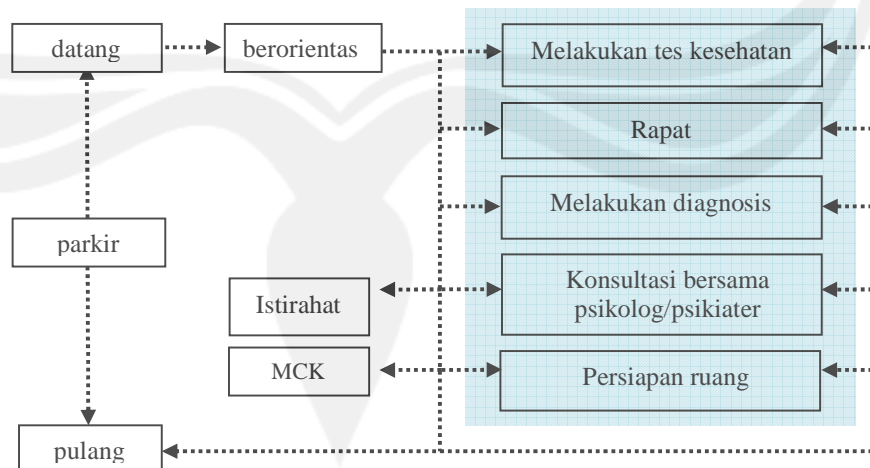 datang
berorientas
Melakukan tes kesehatan
Rapat
Melakukan diagnosis
parkir
Konsultasi bersama
psikolog/psikiater
Istirahat
MCK
Persiapan ruang
pulang